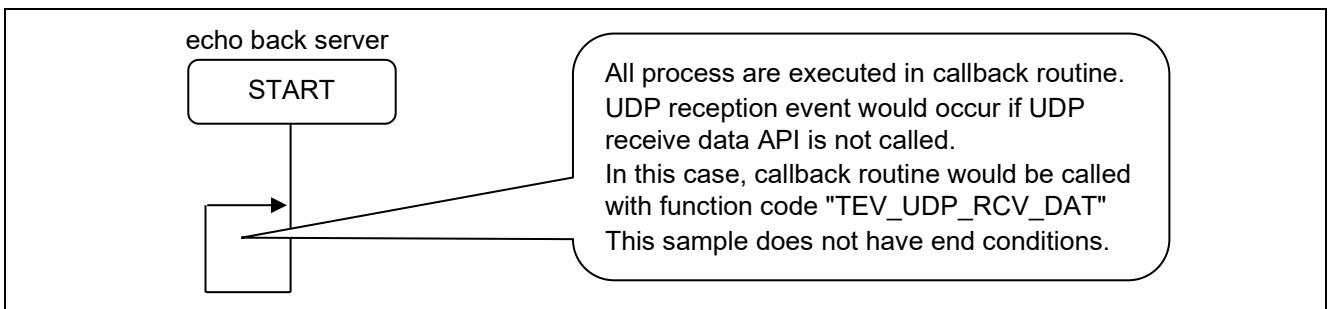 echo back server
START
All process are executed in callback routine.
UDP reception event would occur if UDP
receive data API is not called.
In this case, callback routine would be called
with function code "TEV_UDP_RCV_DAT"
This sample does not have end conditions.